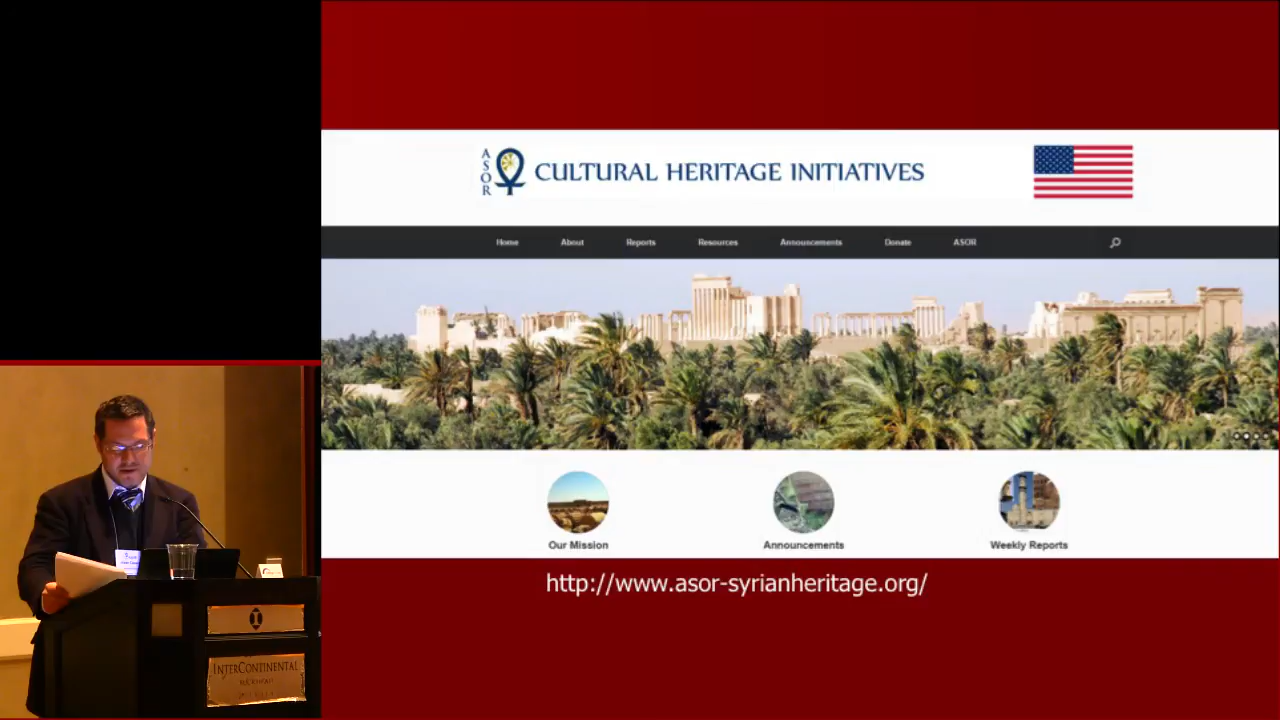 ASOR
CULTURAL HERITAGE INITIATIVES
Home About Reports Resources Announcements Donate ASOR
Our Mission Announcements Weekly Reports
http://www.asor-syrianheritage.org/
I
INTERCONTINENTAL